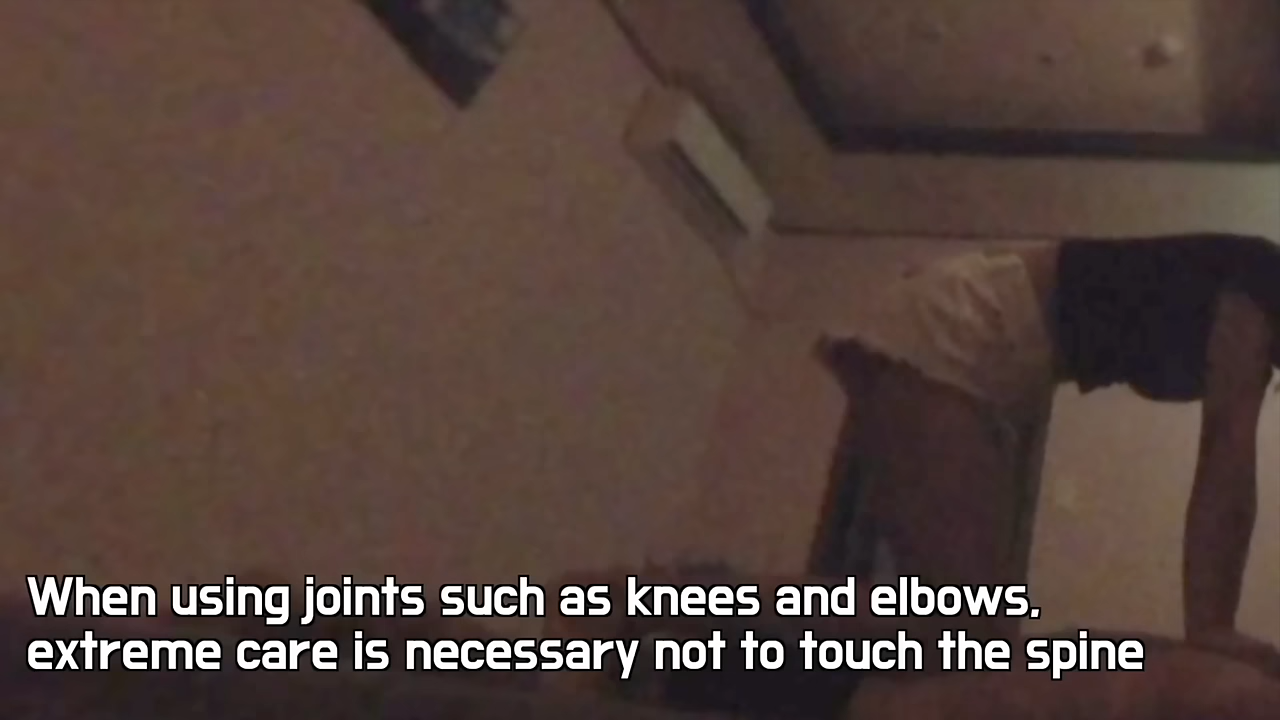 When using joints such as knees and elbows,
extreme care is necessary not to touch the spine